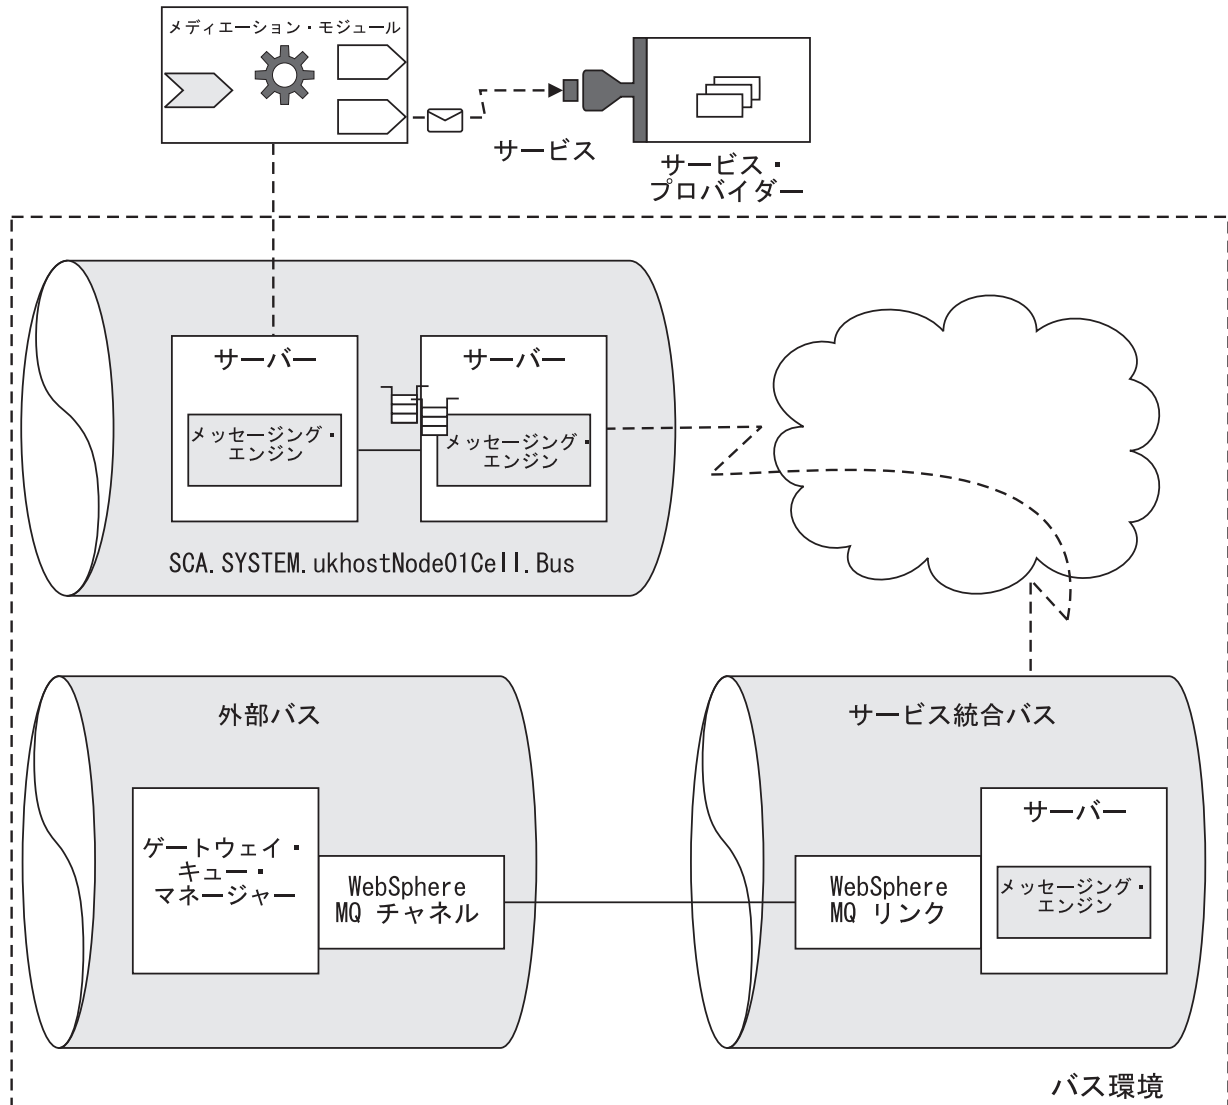 メディエーション・モジュール
サービス
サービス・
プロバイダー
サーバー
メッセージング・
エンジン
サーバー
メッセージング・
エンジン
SCA.SYSTEM.ukhostNode01Cell.Bus
外部バス
ゲートウェイ・
キュー・
マネージャー
WebSphere
MQ チャネル
サービス統合バス
WebSphere
MQ リンク
サーバー
メッセージング・
エンジン
バス環境